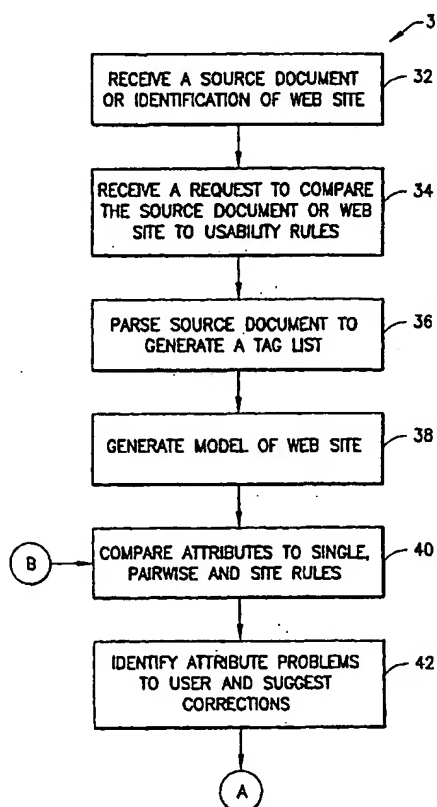 3
RECEIVE A SOURCE DOCUMENT
OR IDENTIFICATION OF WEB SITE
32
RECEIVE A REQUEST TO COMPARE
THE SOURCE DOCUMENT OR WEB
SITE TO USABILITY RULES
34
PARSE SOURCE DOCUMENT TO
GENERATE A TAG LIST
36
GENERATE MODEL OF WEB SITE
38
B
COMPARE ATTRIBUTES TO SINGLE,
PAIRWISE AND SITE RULES
40
IDENTIFY ATTRIBUTE PROBLEMS
TO USER AND SUGGEST
CORRECTIONS
42
A